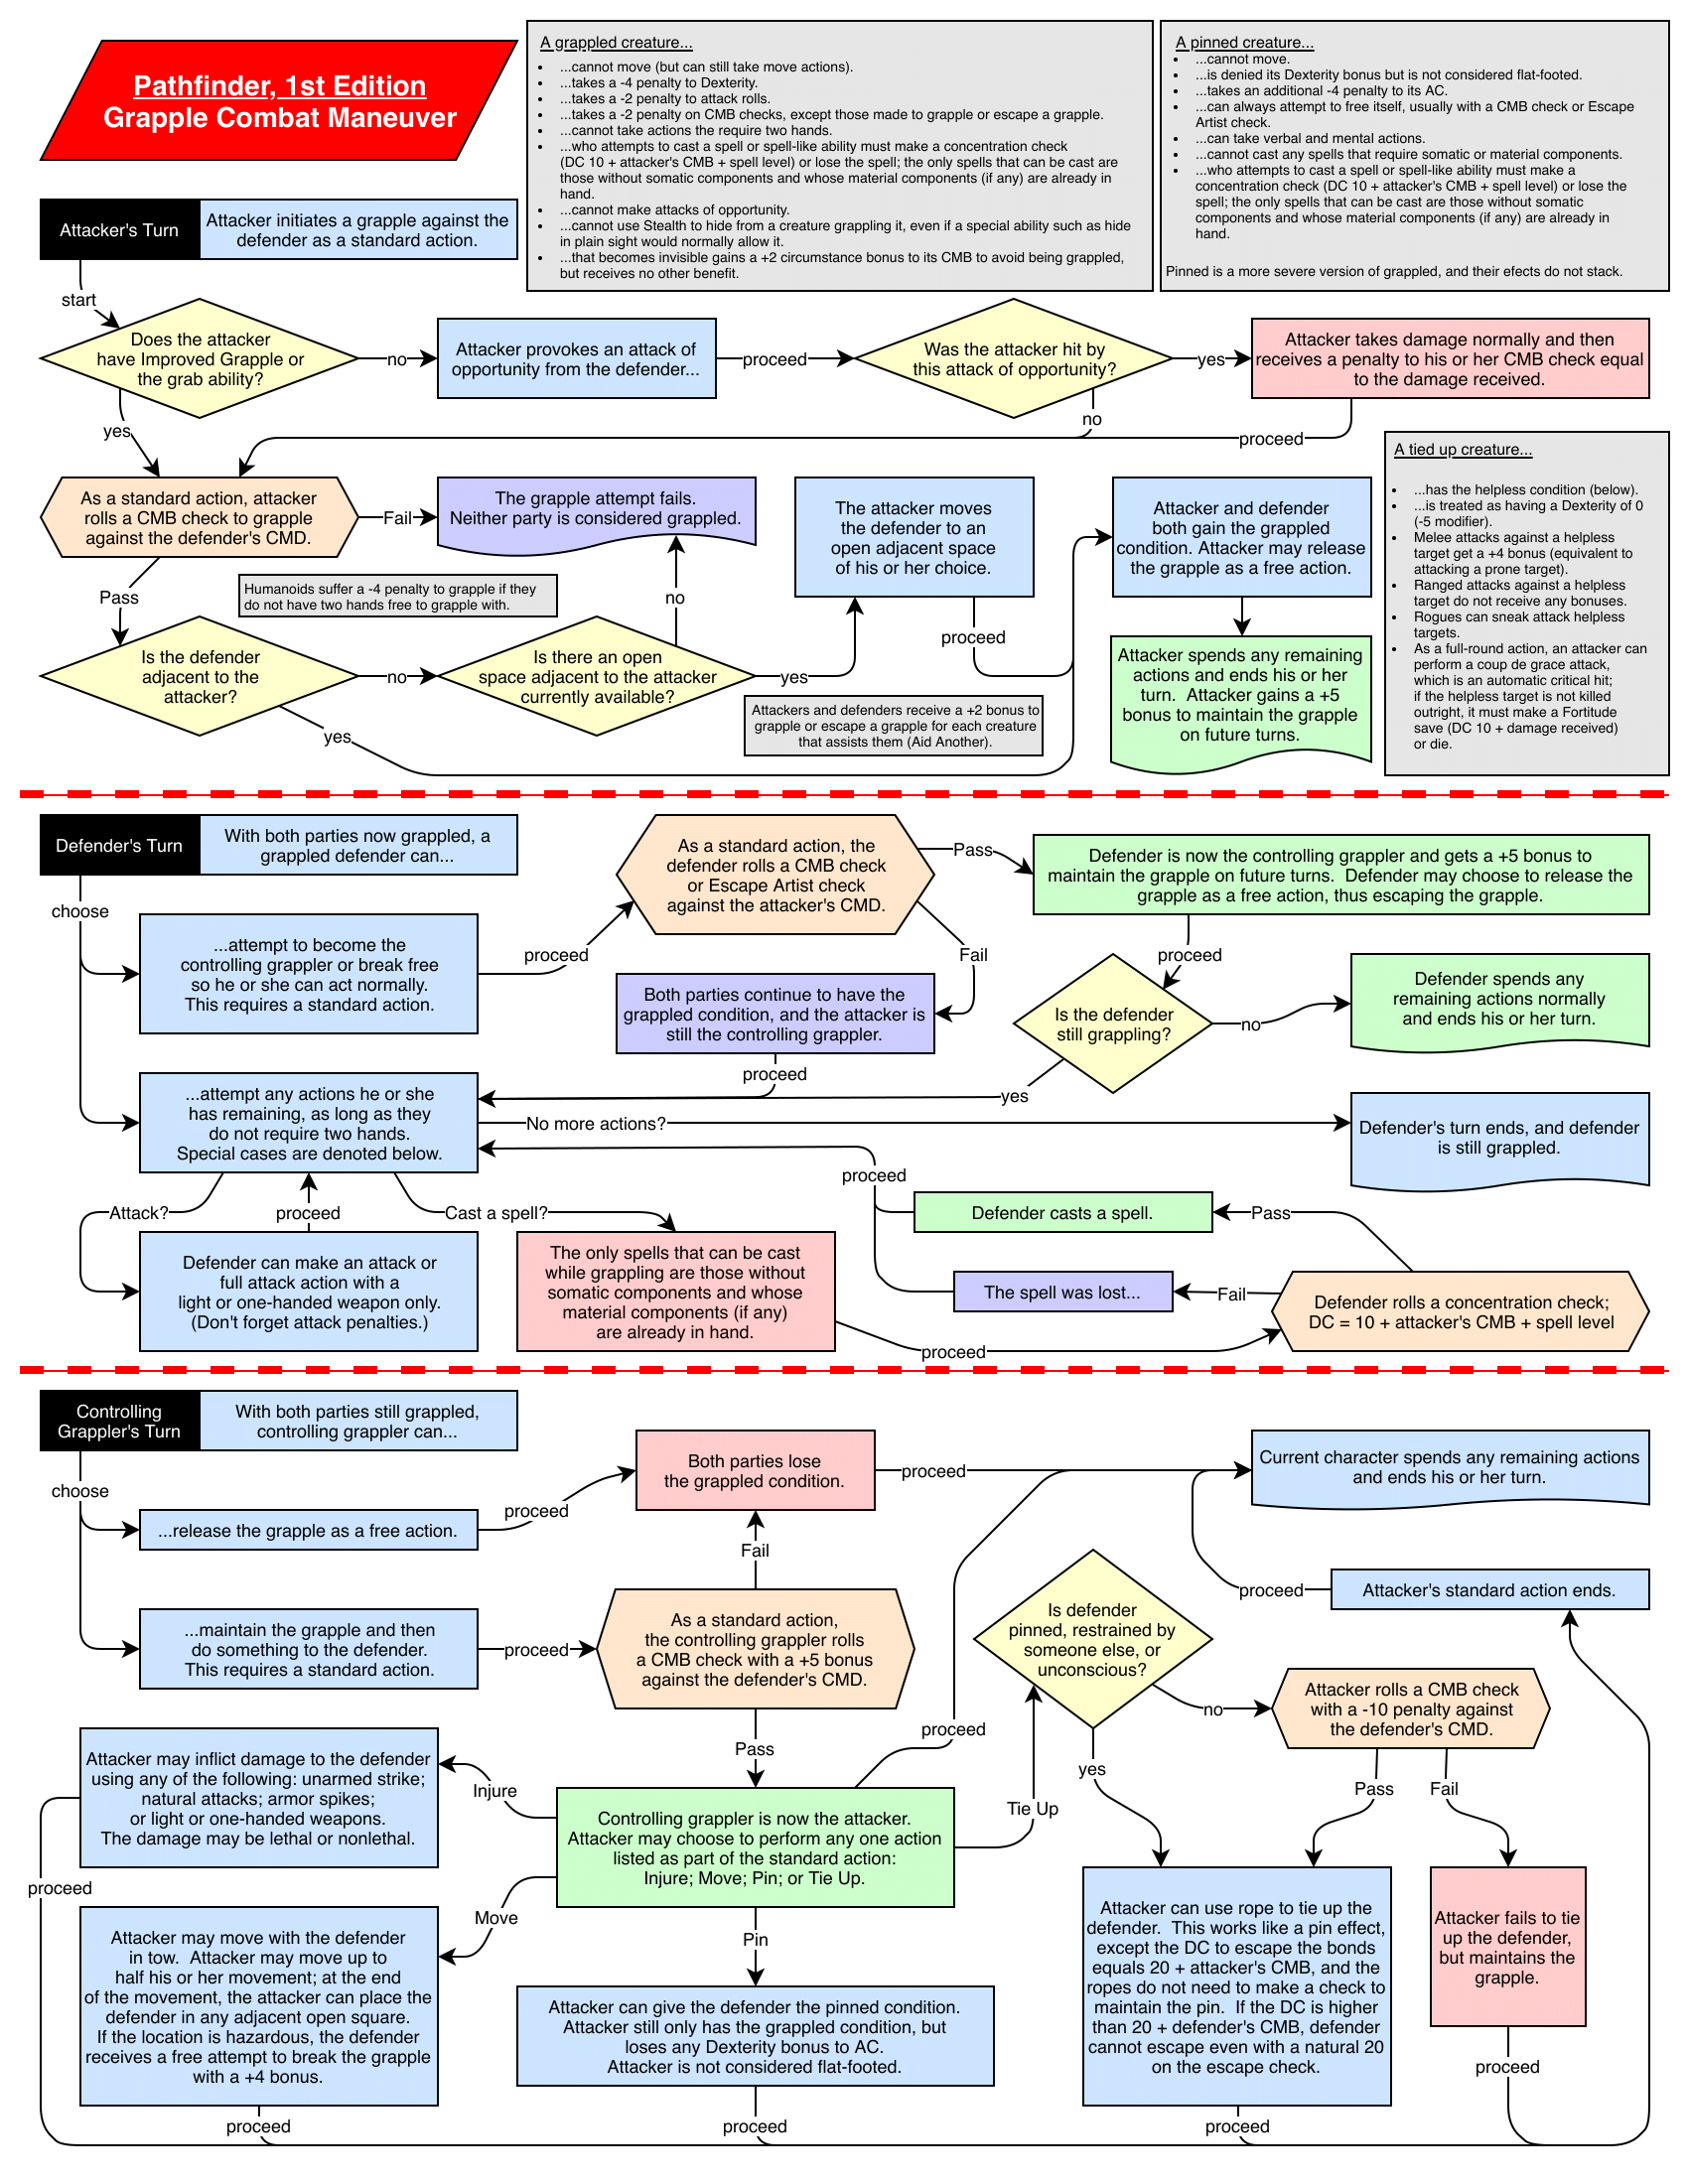 Pathfinder, 1st Edition
Grapple Combat Maneuver
A grappled creature...
• ...cannot move (but can still take move actions).
• ...takes a -4 penalty to Dexterity.
• ...takes a -2 penalty to attack rolls.
• ...takes a -2 penalty on CMB checks, except those made to grapple or escape a grapple.
• ...cannot take actions the require two hands.
• ...who attempts to cast a spell or spell-like ability must make a concentration check
(DC 10 + attacker's CMB + spell level) or lose the spell; the only spells that can be cast are
those without somatic components and whose material components (if any) are already in
hand.
• ...cannot make attacks of opportunity.
• ...cannot use Stealth to hide from a creature grappling it, even if a special ability such as hide
in plain sight would normally allow it.
• ...that becomes invisible gains a +2 circumstance bonus to its CMB to avoid being grappled,
but receives no other benefit.
A pinned creature...
• ...cannot move.
• ...is denied its Dexterity bonus but is not considered flat-footed.
• ...takes an additional -4 penalty to its AC.
• ...can always attempt to free itself, usually with a CMB check or Escape
Artist check.
• ...can take verbal and mental actions.
• ...cannot cast any spells that require somatic or material components.
• ...who attempts to cast a spell or spell-like ability must make a
concentration check (DC 10 + attacker's CMB + spell level) or lose the
spell; the only spells that can be cast are those without somatic
components and whose material components (if any) are already in
hand.
Pinned is a more severe version of grappled, and their efects do not stack.
Attacker's Turn
Attacker initiates a grapple against the
defender as a standard action.
start
Does the attacker
have Improved Grapple or
the grab ability?
no
Attacker provokes an attack of
opportunity from the defender...
proceed
Was the attacker hit by
this attack of opportunity?
yes
Attacker takes damage normally and then
receives a penalty to his or her CMB check equal
to the damage received.
yes
no
proceed
As a standard action, attacker
rolls a CMB check to grapple
against the defender's CMD.
Fail
The grapple attempt fails.
Neither party is considered grappled.
The attacker moves
the defender to an
open adjacent space
of his or her choice.
Attacker and defender
both gain the grappled
condition. Attacker may release
the grapple as a free action.
A tied up creature...
• ...has the helpless condition (below).
• ...is treated as having a Dexterity of 0
(-5 modifier).
• Melee attacks against a helpless
target get a +4 bonus (equivalent to
attacking a prone target).
• Ranged attacks against a helpless
target do not receive any bonuses.
• Rogues can sneak attack helpless
targets.
• As a full-round action, an attacker can
perform a coup de grace attack,
which is an automatic critical hit;
if the helpless target is not killed
outright, it must make a Fortitude
save (DC 10 + damage received)
or die.
Pass
Humanoids suffer a -4 penalty to grapple if they
do not have two hands free to grapple with.
no
proceed
Is the defender
adjacent to the
attacker?
no
Is there an open
space adjacent to the attacker
currently available?
yes
Attackers and defenders receive a +2 bonus to
grapple or escape a grapple for each creature
that assists them (Aid Another).
Attacker spends any remaining
actions and ends his or her
turn. Attacker gains a +5
bonus to maintain the grapple
on future turns.
yes
Defender's Turn
With both parties now grappled, a
grappled defender can...
choose
...attempt to become the
controlling grappler or break free
so he or she can act normally.
This requires a standard action.
proceed
As a standard action, the
defender rolls a CMB check
or Escape Artist check
against the attacker's CMD.
Pass
Defender is now the controlling grappler and gets a +5 bonus to
maintain the grapple on future turns. Defender may choose to release the
grapple as a free action, thus escaping the grapple.
Fail
proceed
Both parties continue to have the
grappled condition, and the attacker is
still the controlling grappler.
proceed
Is the defender
still grappling?
no
Defender spends any
remaining actions normally
and ends his or her turn.
yes
...attempt any actions he or she
has remaining, as long as they
do not require two hands.
Special cases are denoted below.
No more actions?
Defender's turn ends, and defender
is still grappled.
proceed
Attack?
proceed
Cast a spell?
Defender casts a spell.
Pass
Defender can make an attack or
full attack action with a
light or one-handed weapon only.
(Don't forget attack penalties.)
The only spells that can be cast
while grappling are those without
somatic components and whose
material components (if any)
are already in hand.
The spell was lost...
Fail
Defender rolls a concentration check;
DC = 10 + attacker's CMB + spell level
proceed
Controlling
Grappler's Turn
With both parties still grappled,
controlling grappler can...
choose
...release the grapple as a free action.
proceed
Both parties lose
the grappled condition.
proceed
Current character spends any remaining actions
and ends his or her turn.
Fail
...maintain the grapple and then
do something to the defender.
This requires a standard action.
proceed
As a standard action,
the controlling grappler rolls
a CMB check with a +5 bonus
against the defender's CMD.
Is defender
pinned, restrained by
someone else, or
unconscious?
proceed
Attacker's standard action ends.
no
Attacker rolls a CMB check
with a -10 penalty against
the defender's CMD.
Pass
proceed
yes
Pass
Fail
Attacker may inflict damage to the defender
using any of the following: unarmed strike;
natural attacks; armor spikes;
or light or one-handed weapons.
The damage may be lethal or nonlethal.
Injure
Controlling grappler is now the attacker.
Attacker may choose to perform any one action
listed as part of the standard action:
Injure; Move; Pin; or Tie Up.
Tie Up
proceed
Move
Pin
Attacker may move with the defender
in tow. Attacker may move up to
half his or her movement; at the end
of the movement, the attacker can place the
defender in any adjacent open square.
If the location is hazardous, the defender
receives a free attempt to break the grapple
with a +4 bonus.
Attacker can give the defender the pinned condition.
Attacker still only has the grappled condition, but
loses any Dexterity bonus to AC.
Attacker is not considered flat-footed.
Attacker can use rope to tie up the
defender. This works like a pin effect,
except the DC to escape the bonds
equals 20 + attacker's CMB, and the
ropes do not need to make a check to
maintain the pin. If the DC is higher
than 20 + defender's CMB, defender
cannot escape even with a natural 20
on the escape check.
Attacker fails to tie
up the defender,
but maintains the
grapple.
proceed
proceed
proceed
proceed